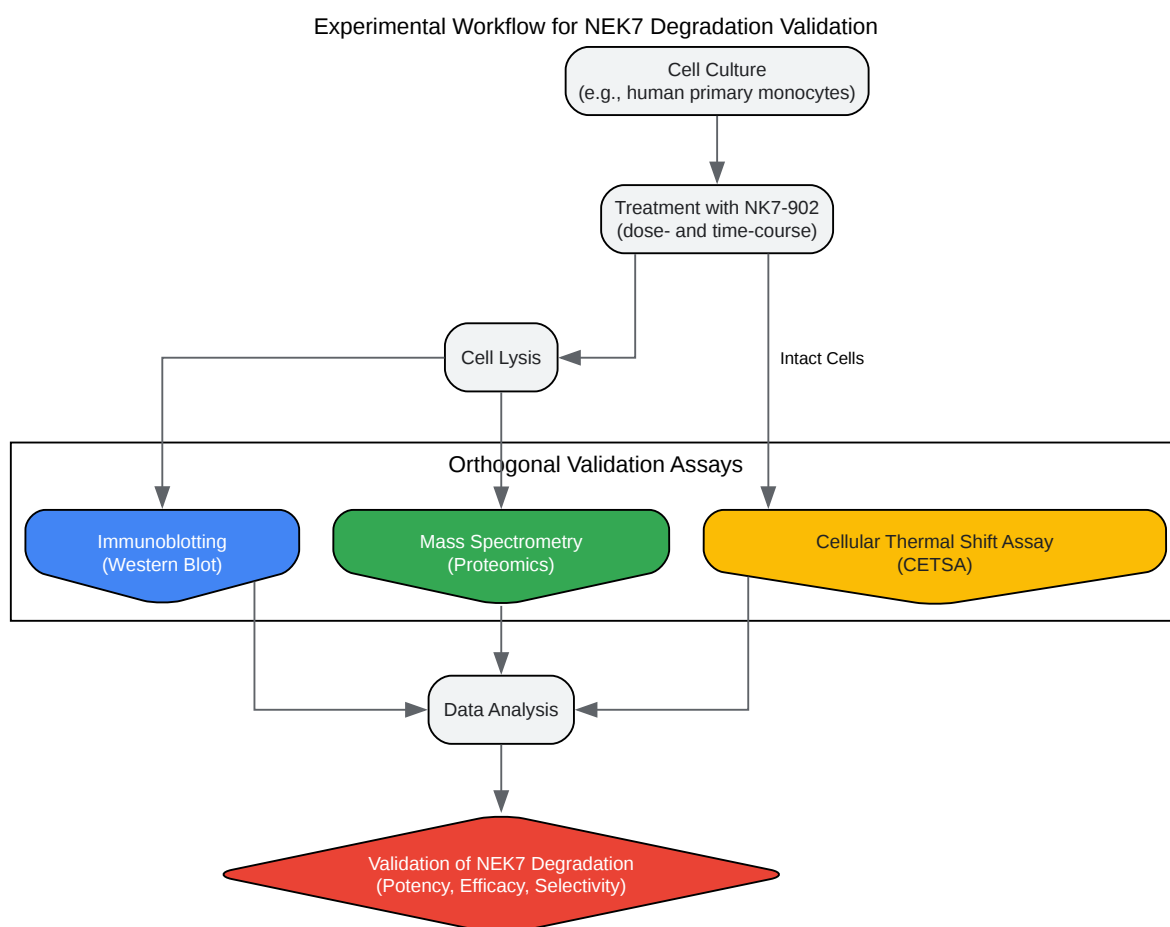 Experimental Workflow for NEK7 Degradation Validation
Cell Culture
(e.g., human primary monocytes)
Treatment with NK7-902
(dose- and time-course)
Cell Lysis
Intact Cells
Orthogonal Validation Assays
Immunoblotting
(Western Blot)
Mass Spectrometry
(Proteomics)
Cellular Thermal Shift Assay
(CETSA)
Data Analysis
Validation of NEK7 Degradation
(Potency, Efficacy, Selectivity)